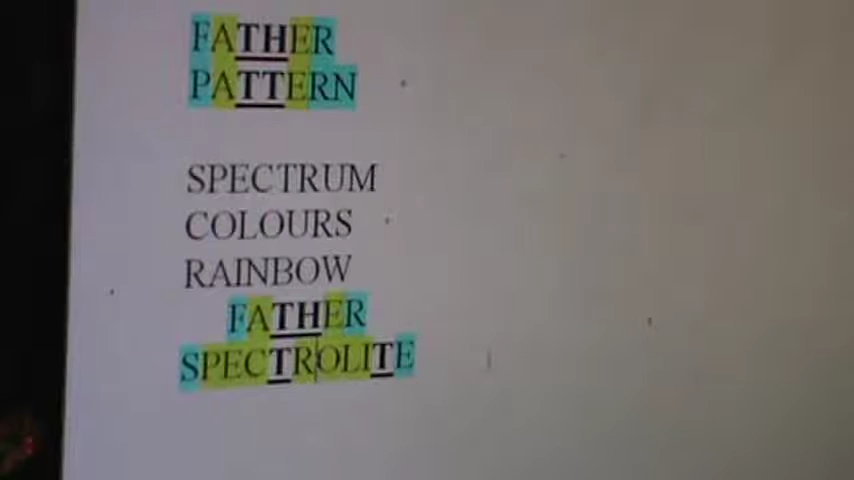 FATHER
PATTERN
SPECTRUM
COLOURS
RAINBOW
FATHER
SPECTROLITE